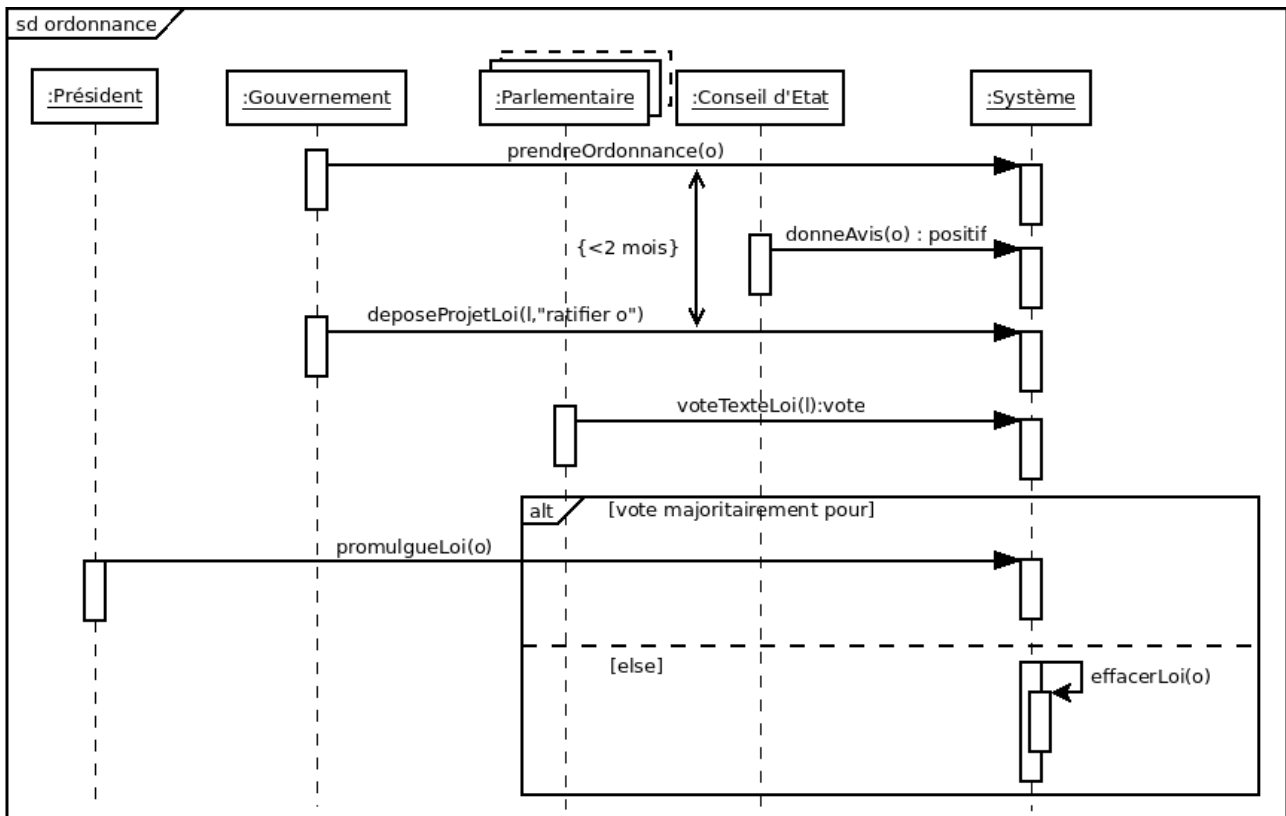 sd ordonnance
:Président
:Gouvernement
:Parlementaire
:Conseil d'Etat
:Système
prendreOrdonnance(o)
donneAvis(o) : positif
{<2 mois}
deposeProjetLoi(l,"ratifier o")
voteTexteLoi(l):vote
alt
[vote majoritairement pour]
promulgueLoi(o)
[else]
effacerLoi(o)